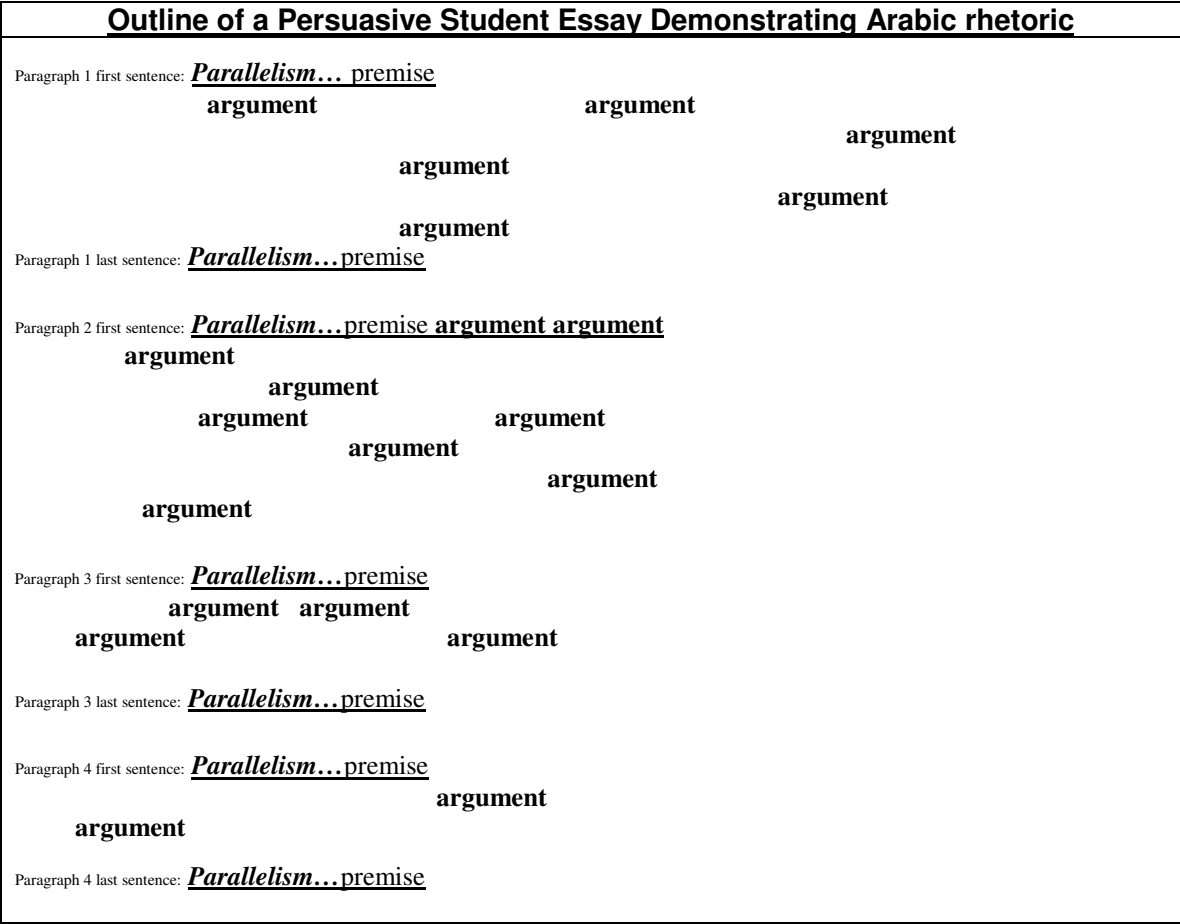 Outline of a Persuasive Student Essay Demonstrating Arabic rhetoric
Paragraph 1 first sentence: Parallelism… premise
argument argument
argument
argument
argument
argument
Paragraph 1 last sentence: Parallelism…premise
Paragraph 2 first sentence: Parallelism…premise argument argument
argument
argument
argument argument
argument
argument
argument
Paragraph 3 first sentence: Parallelism…premise
argument argument
argument argument
Paragraph 3 last sentence: Parallelism…premise
Paragraph 4 first sentence: Parallelism…premise
argument
argument
Paragraph 4 last sentence: Parallelism…premise